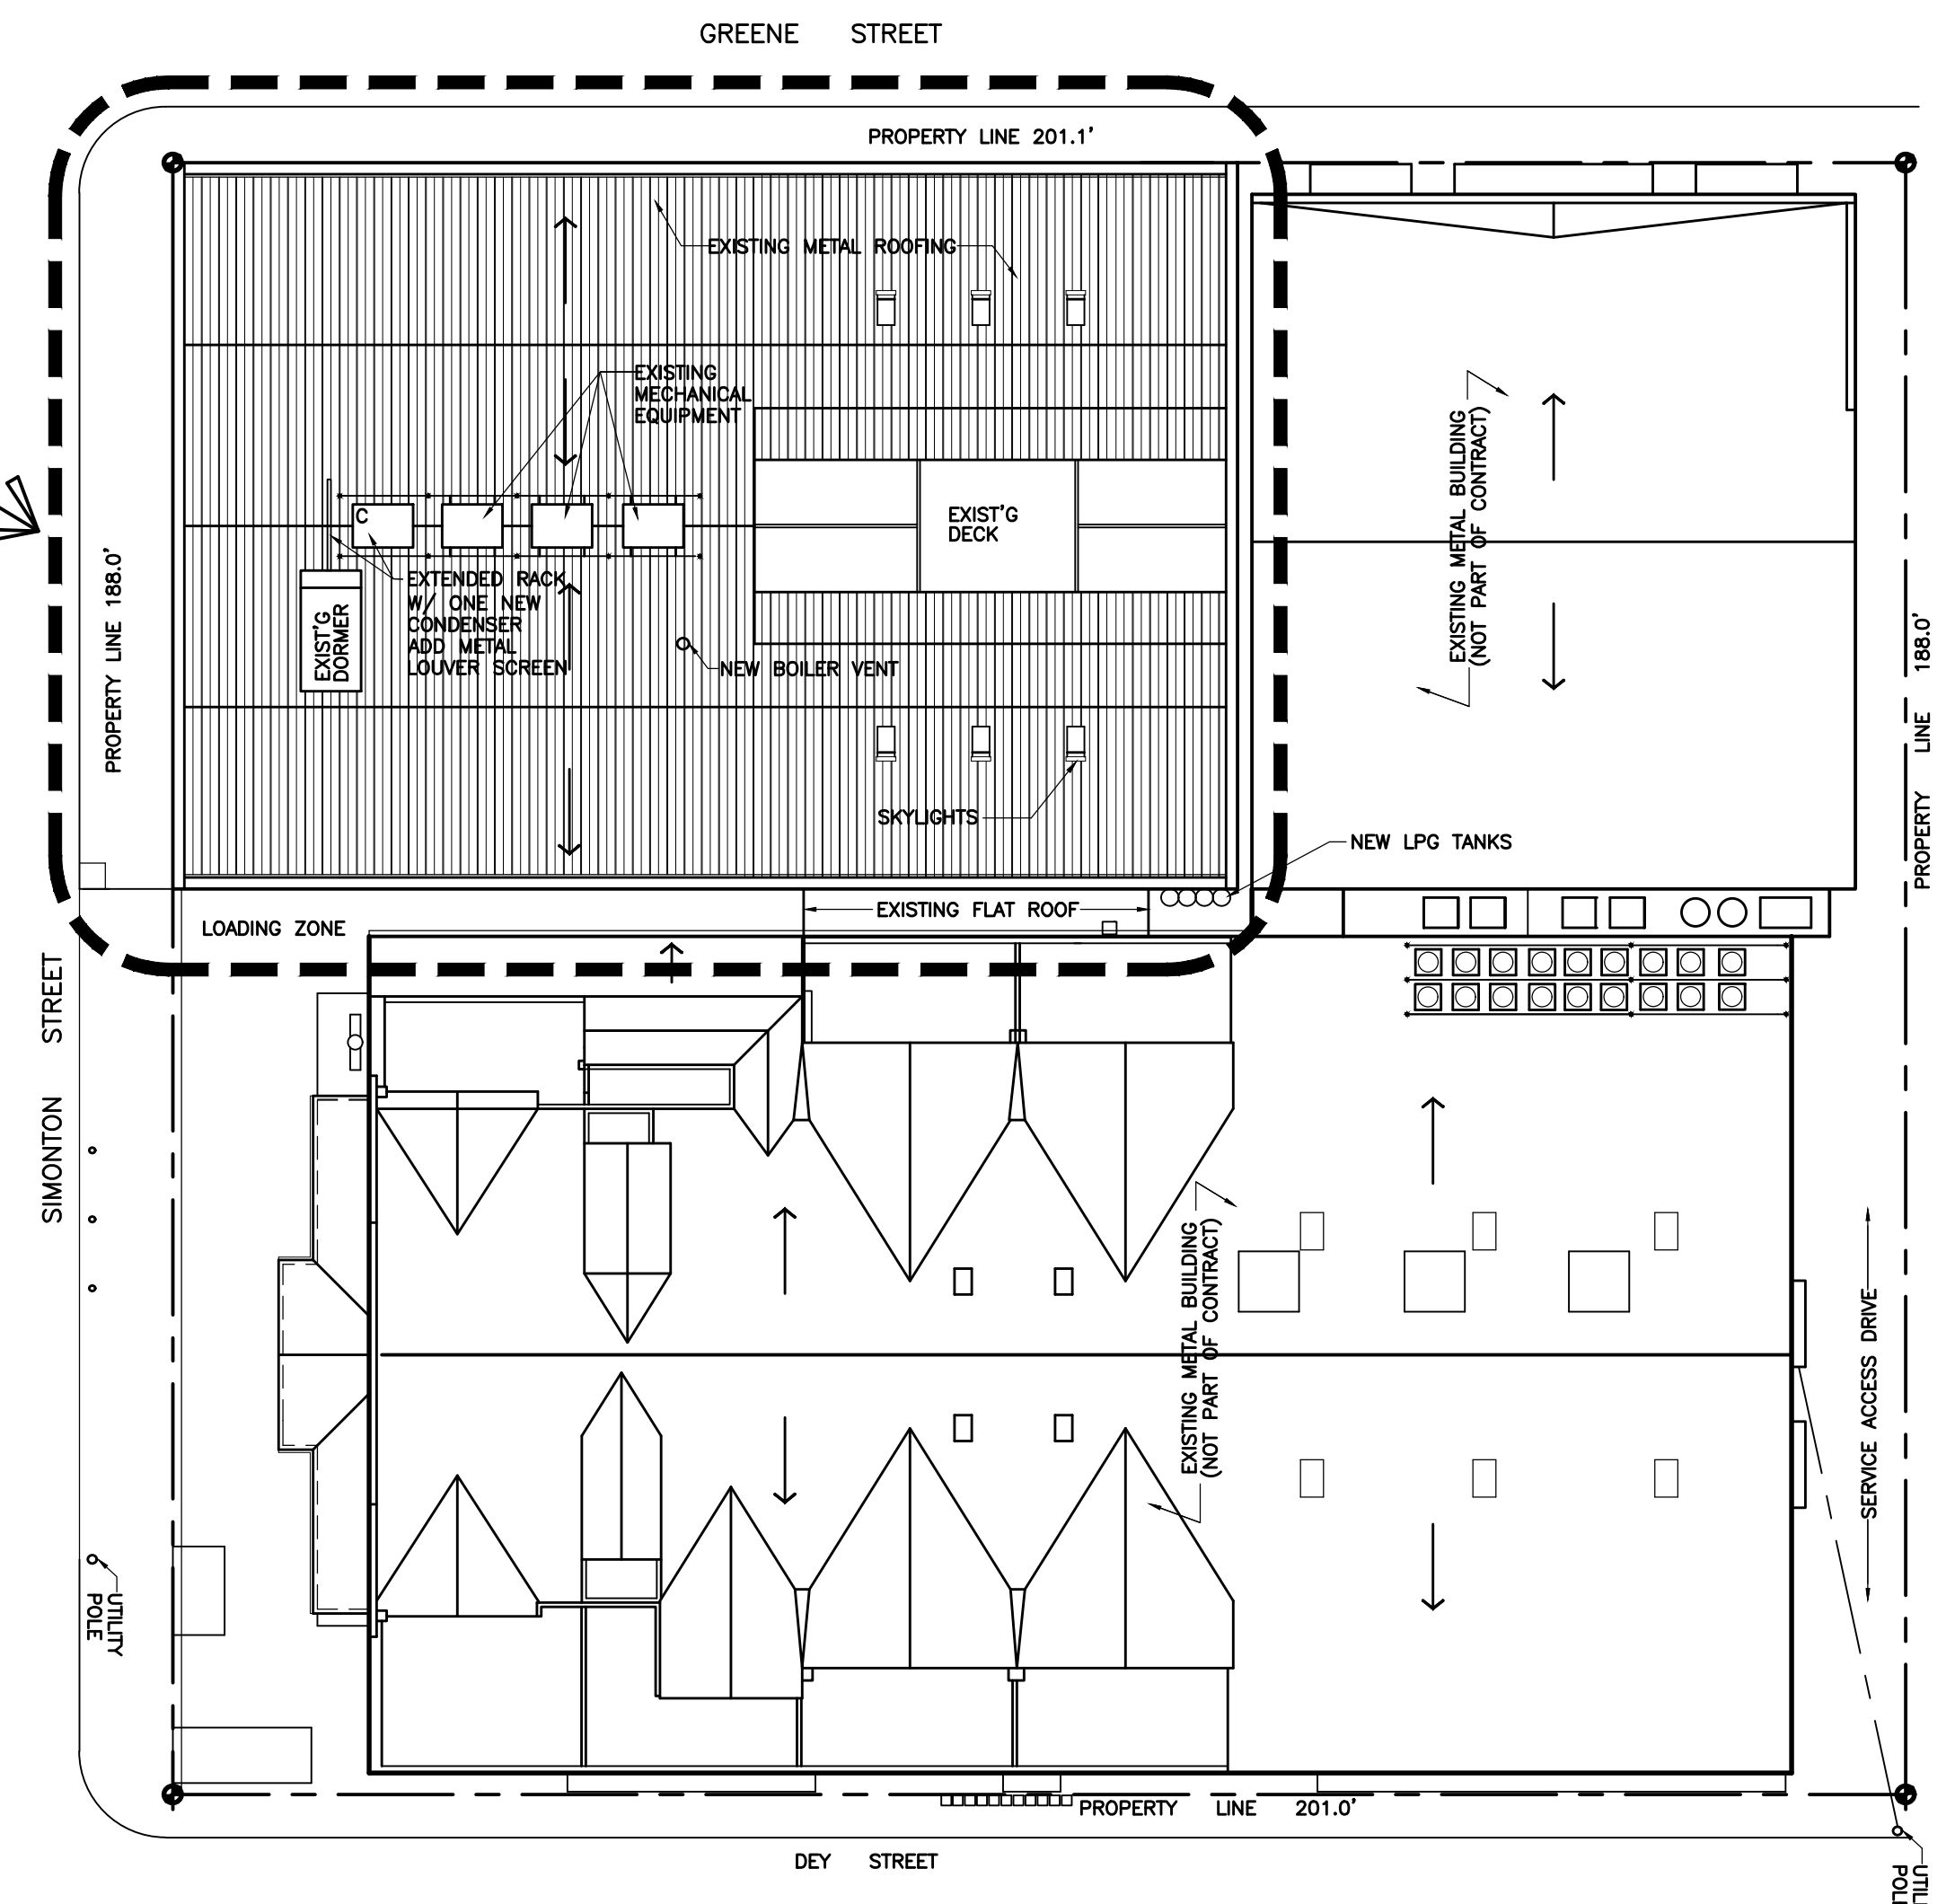 GREENE STREET
PROPERTY LINE 201.1'
EXISTING METAL ROOFING
EXISTING
MECHANICAL
EQUIPMENT
EXIST'G
DECK
C
EXTENDED RACK
W/ ONE NEW
CONDENSER
ADD METAL
LOUVER SCREEN
EXIST'G
DORMER
NEW BOILER VENT
SKYLIGHTS
PROPERTY LINE 188.0'
EXISTING METAL BUILDING
(NOT PART OF CONTRACT)
PROPERTY LINE 188.0'
NEW LPG TANKS
LOADING ZONE
EXISTING FLAT ROOF
SIMONTON STREET
EXISTING METAL BUILDING
(NOT PART OF CONTRACT)
SERVICE ACCESS DRIVE
UTILITY
POLE
PROPERTY LINE 201.0'
DEY STREET